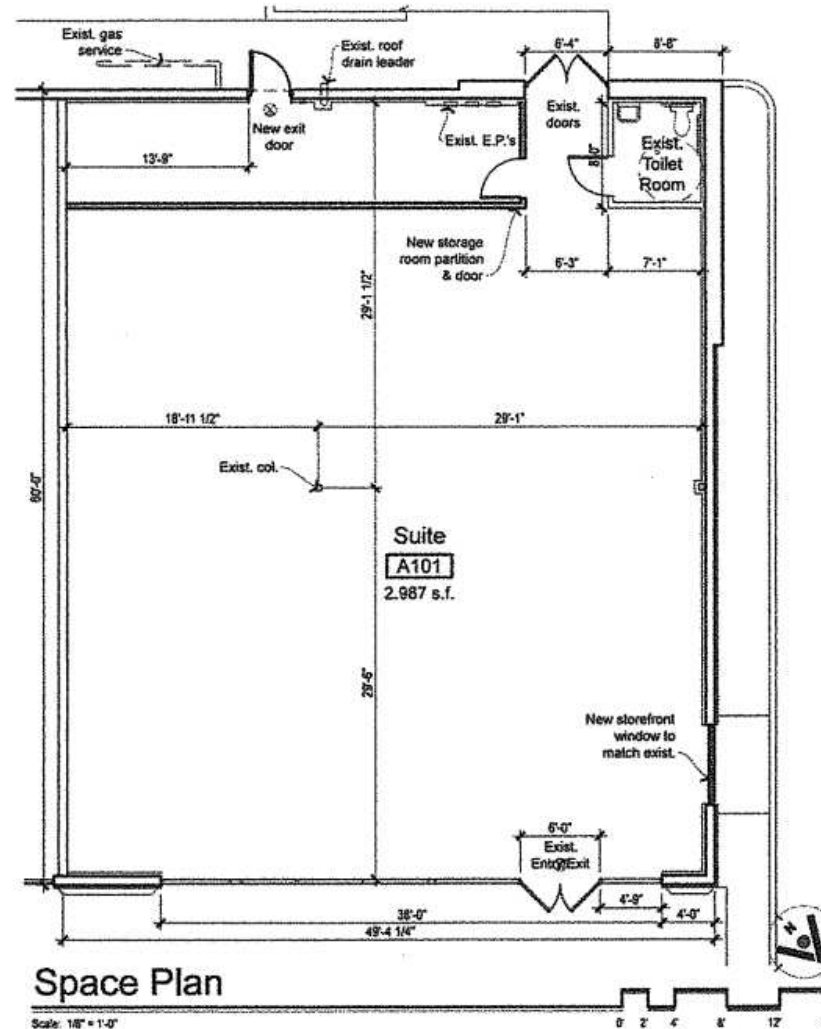 6'-4"
8'-8"
Exist. gas
service
Exist. roof
drain leader
New exit
door
Exist. E.P.'s
Exist.
doors
8'-0"
Exist.
Toilet
Room
13'-9"
New storage
room partition
& door
6'-3"
7'-1"
29'-1 1/2"
18'-11 1/2"
29'-1"
Exist. col.
60'-0"
Suite
A101
2,987 s.f.
29'-6"
New storefront
window to
match exist.
6'-0"
Exist.
Entry/Exit
4'-9"
4'-0"
38'-0"
49'-4 1/4"
N
Space Plan
Scale: 1/8" = 1'-0"
0' 2' 4' 8' 12'